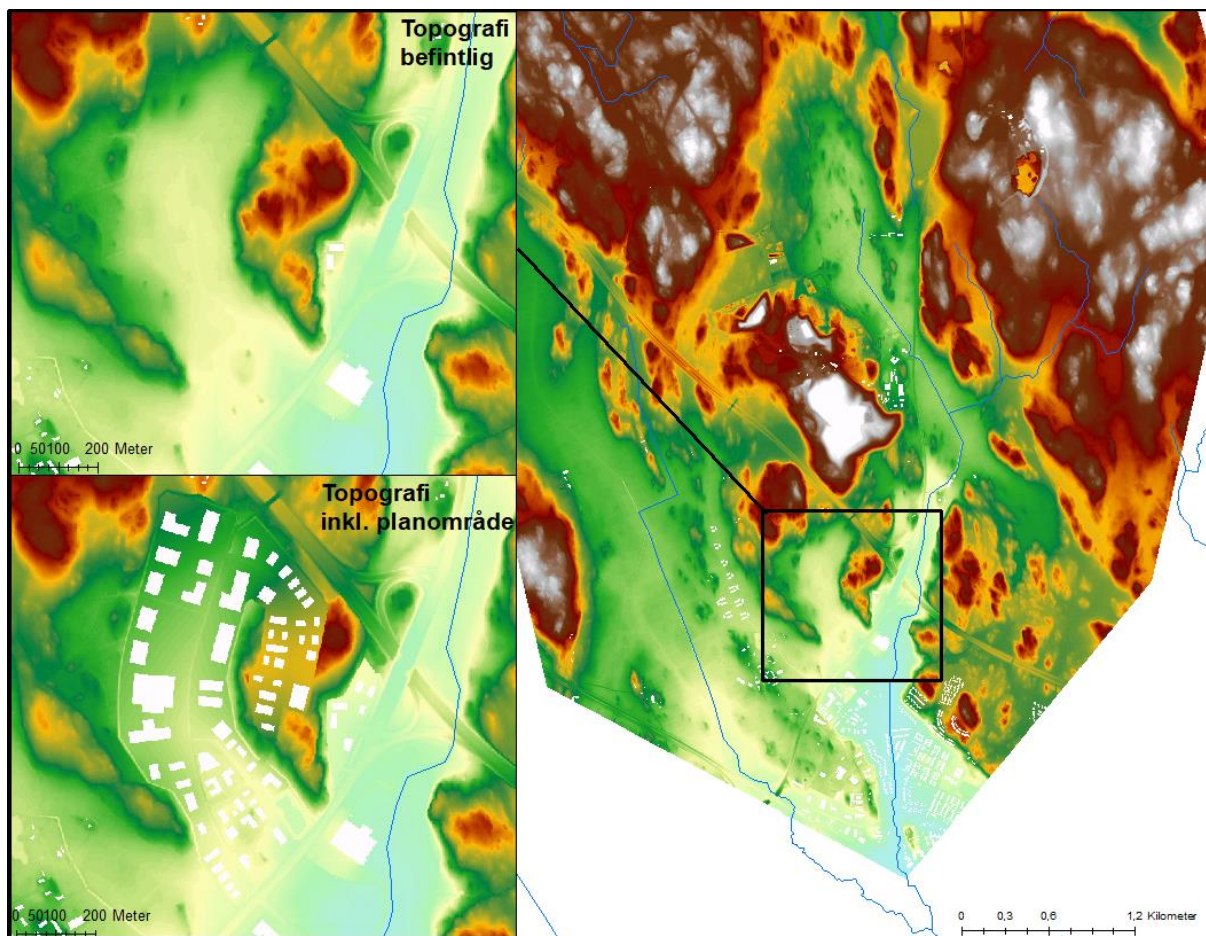 Topografi
befintlig
0 50100 200 Meter
Topografi
inkl. planområde
0 50100 200 Meter
0 0,3 0,6 1,2 Kilometer